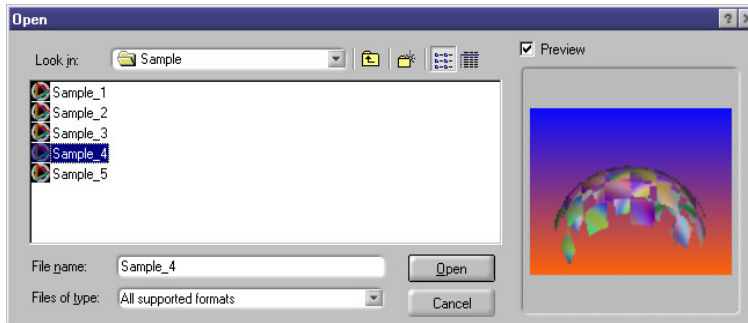 Open
Look in: Sample
Preview
Sample_1
Sample_2
Sample_3
Sample_4
Sample_5
File name: Sample_4
Open
Files of type: All supported formats
Cancel